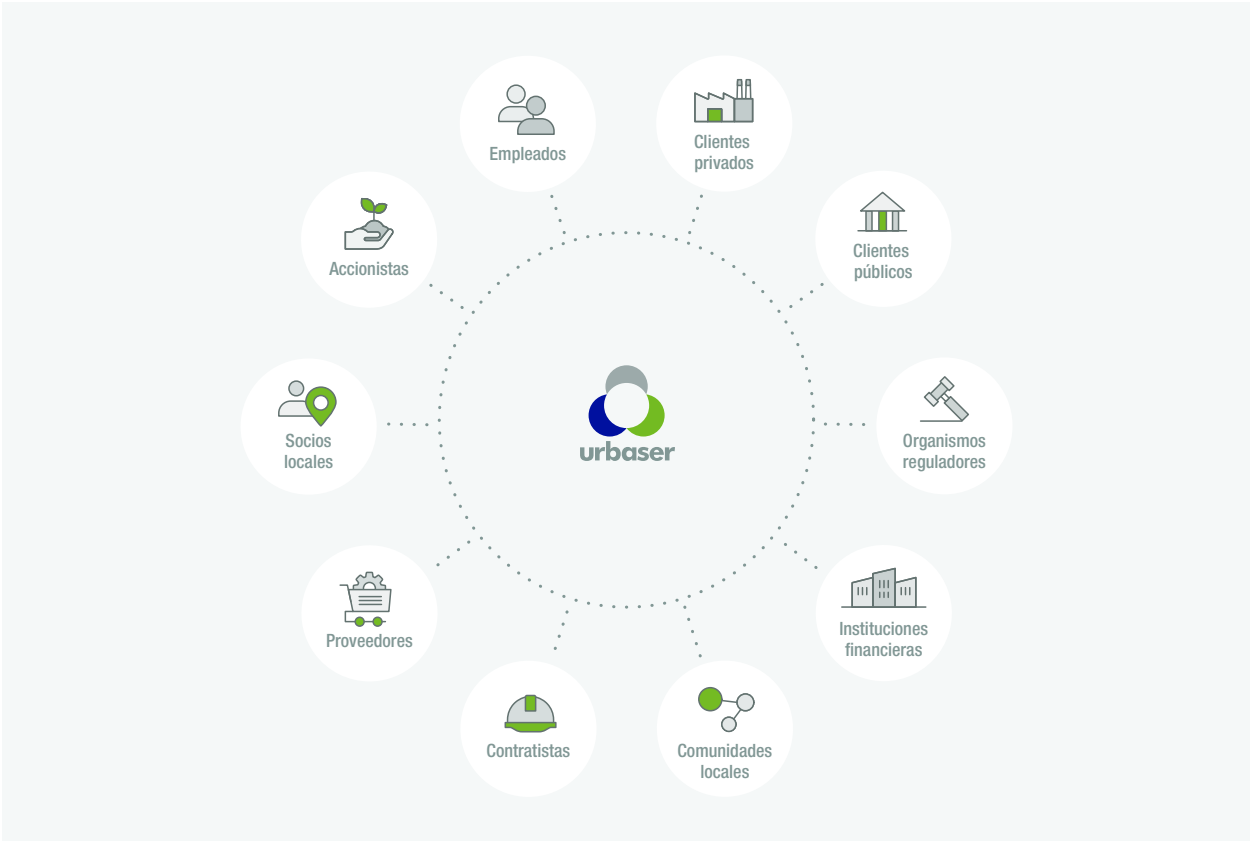 Empleados
Clientes
privados
Accionistas
Clientes
públicos
Socios
locales
urbaser
Organismos
reguladores
Proveedores
Instituciones
financieras
Contratistas
Comunidades
locales